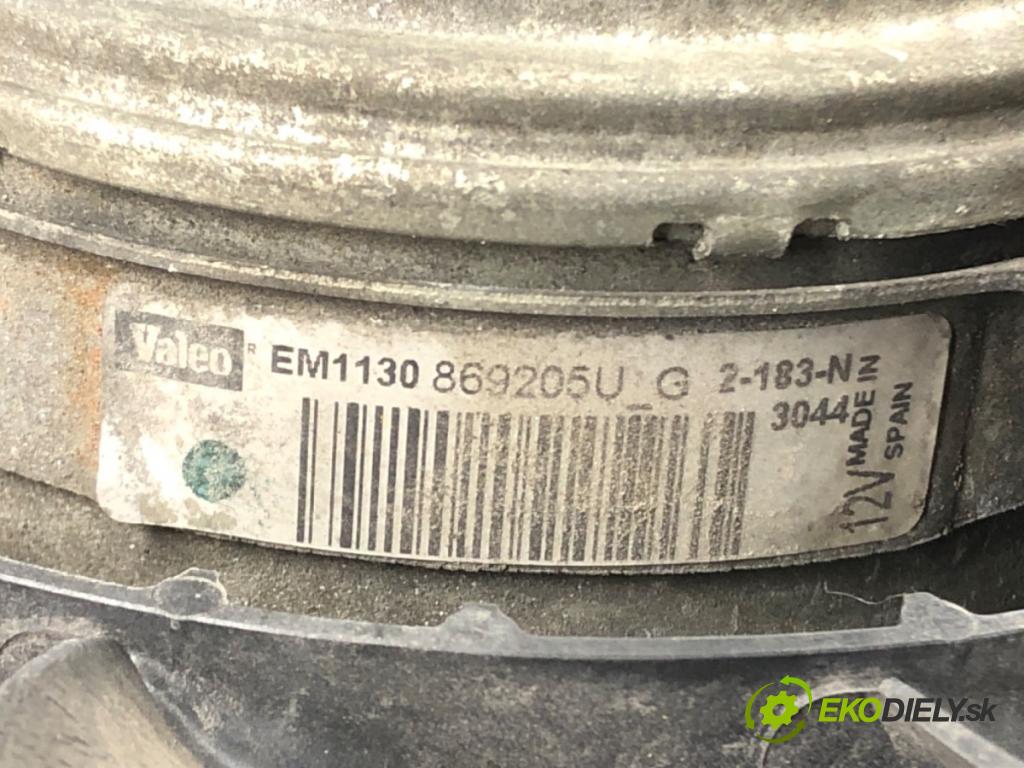 Valeo® EM1130 869205U_G 2-183-N
3044
12V MADE IN
SPAIN
EKODIELY.sk